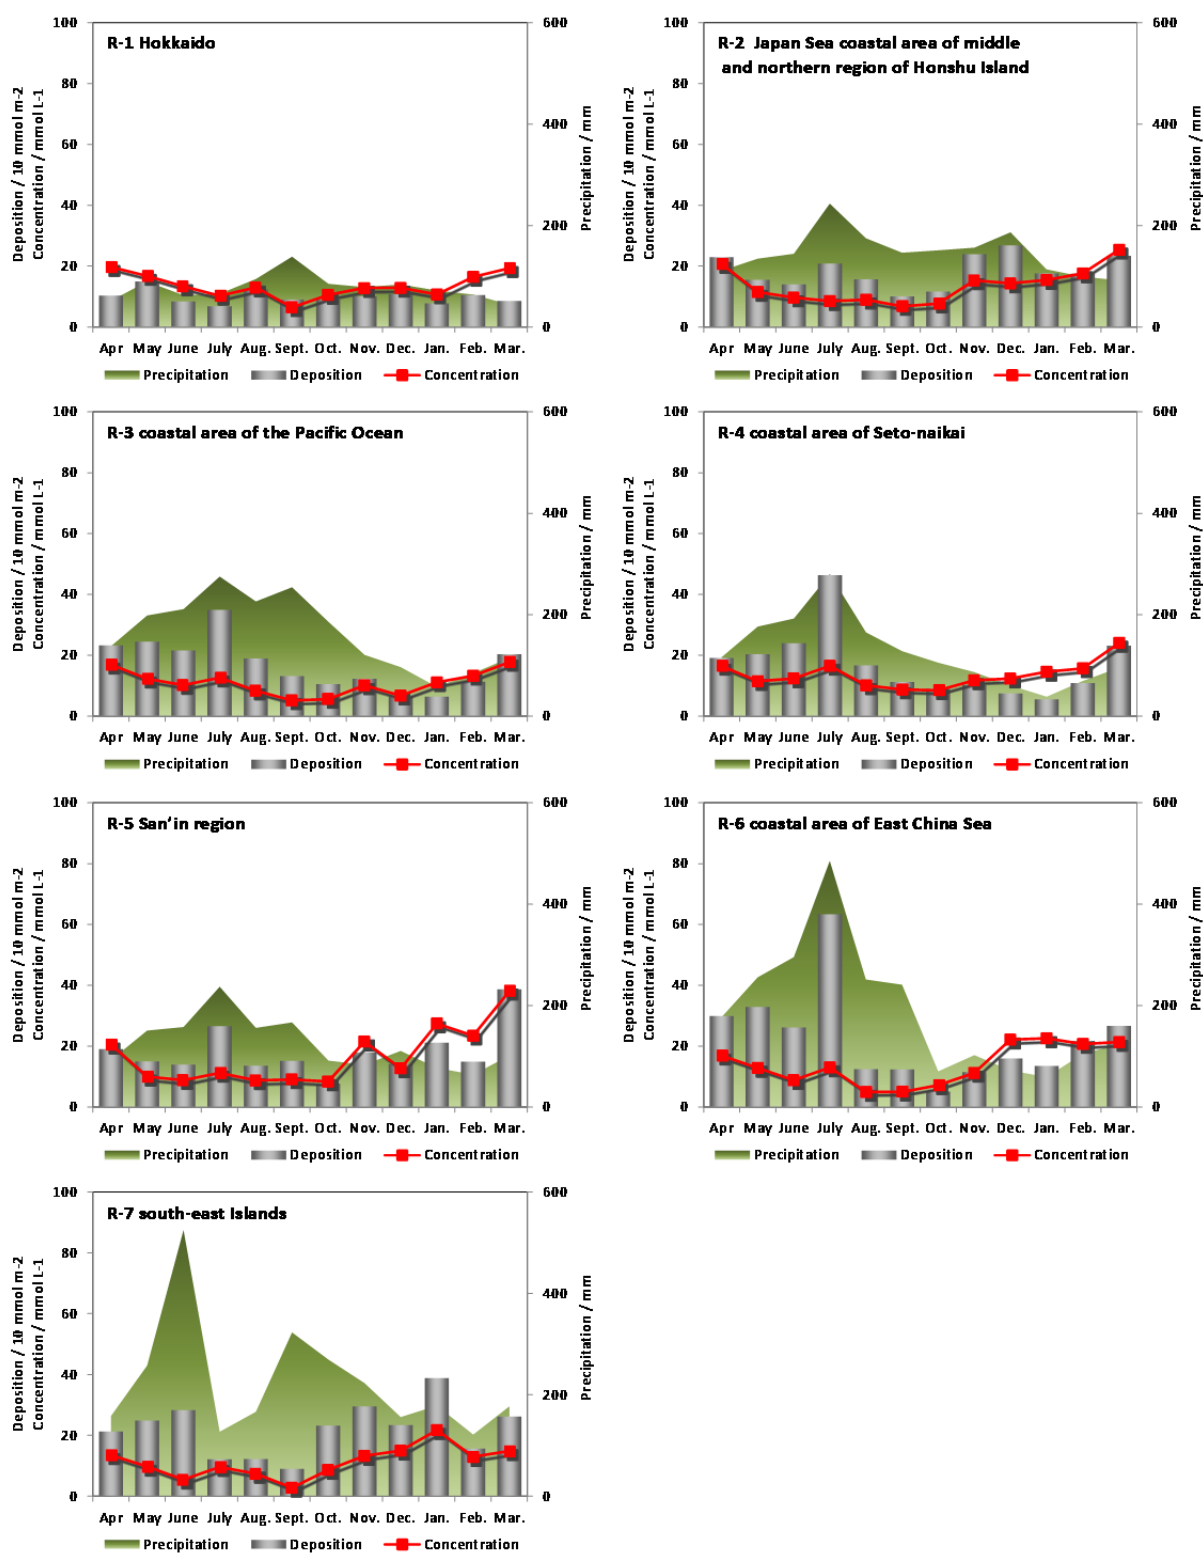 R-1 Hokkaido
Deposition / 10 mmol m-2
Concentration / mmol L-1
Precipitation / mm
100
80
60
40
20
0
600
400
200
0
Apr May June July Aug. Sept. Oct. Nov. Dec. Jan. Feb. Mar.
Precipitation Deposition Concentration
R-2 Japan Sea coastal area of middle
and northern region of Honshu Island
Deposition / 10 mmol m-2
Concentration / mmol L-1
Precipitation / mm
100
80
60
40
20
0
600
400
200
0
Apr May June July Aug. Sept. Oct. Nov. Dec. Jan. Feb. Mar.
Precipitation Deposition Concentration
R-3 coastal area of the Pacific Ocean
Deposition / 10 mmol m-2
Concentration / mmol L-1
Precipitation / mm
100
80
60
40
20
0
600
400
200
0
Apr May June July Aug. Sept. Oct. Nov. Dec. Jan. Feb. Mar.
Precipitation Deposition Concentration
R-4 coastal area of Seto-naikai
Deposition / 10 mmol m-2
Concentration / mmol L-1
Precipitation / mm
100
80
60
40
20
0
600
400
200
0
Apr May June July Aug. Sept. Oct. Nov. Dec. Jan. Feb. Mar.
Precipitation Deposition Concentration
R-5 San'in region
Deposition / 10 mmol m-2
Concentration / mmol L-1
Precipitation / mm
100
80
60
40
20
0
600
400
200
0
Apr May June July Aug. Sept. Oct. Nov. Dec. Jan. Feb. Mar.
Precipitation Deposition Concentration
R-6 coastal area of East China Sea
Deposition / 10 mmol m-2
Concentration / mmol L-1
Precipitation / mm
100
80
60
40
20
0
600
400
200
0
Apr May June July Aug. Sept. Oct. Nov. Dec. Jan. Feb. Mar.
Precipitation Deposition Concentration
R-7 south-east Islands
Deposition / 10 mmol m-2
Concentration / mmol L-1
Precipitation / mm
100
80
60
40
20
0
600
400
200
0
Apr May June July Aug. Sept. Oct. Nov. Dec. Jan. Feb. Mar.
Precipitation Deposition Concentration